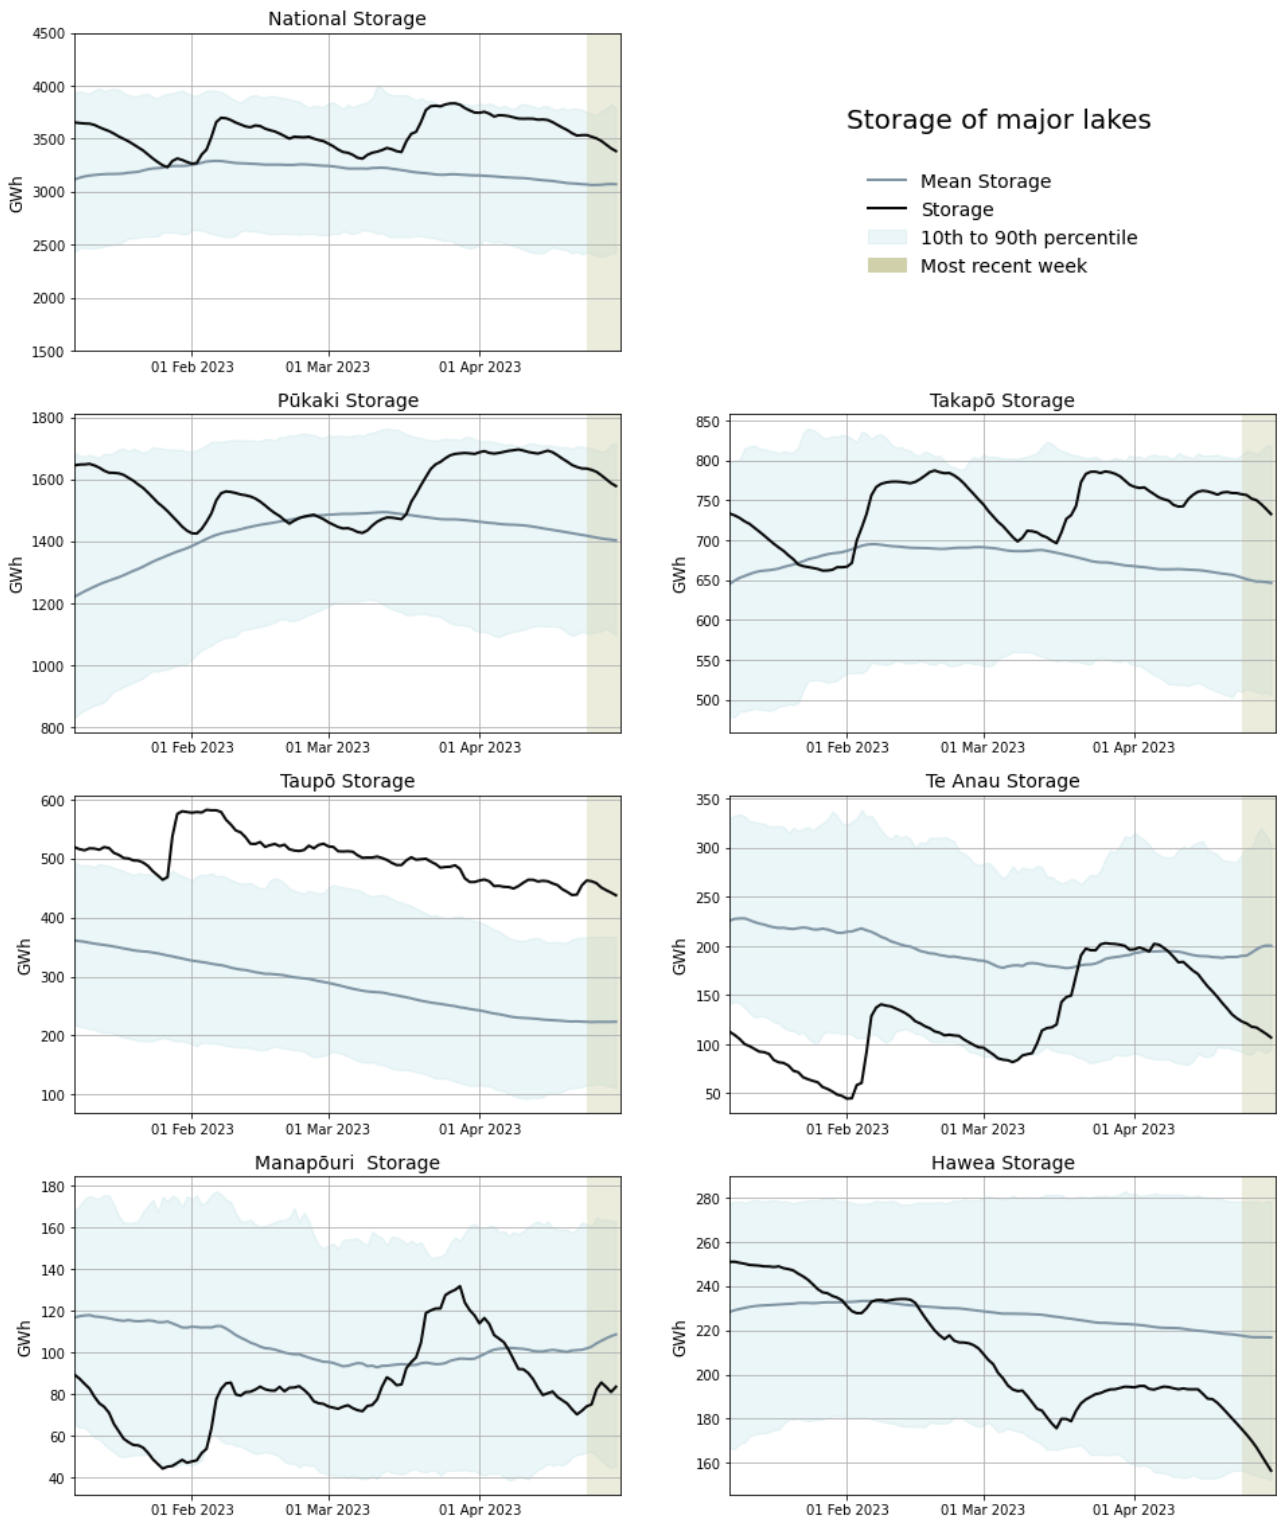 National Storage
4500
4000
3500
3000
2500
2000
1500
GWh
01 Feb 2023 01 Mar 2023 01 Apr 2023
Storage of major lakes
Mean Storage
Storage
10th to 90th percentile
Most recent week
Pūkaki Storage
1800
1600
1400
1200
1000
800
GWh
01 Feb 2023 01 Mar 2023 01 Apr 2023
Takapō Storage
850
800
750
700
650
600
550
500
GWh
01 Feb 2023 01 Mar 2023 01 Apr 2023
Taupō Storage
600
500
400
300
200
100
GWh
01 Feb 2023 01 Mar 2023 01 Apr 2023
Te Anau Storage
350
300
250
200
150
100
50
GWh
01 Feb 2023 01 Mar 2023 01 Apr 2023
Manapōuri  Storage
180
160
140
120
100
80
60
40
GWh
01 Feb 2023 01 Mar 2023 01 Apr 2023
Hawea Storage
280
260
240
220
200
180
160
GWh
01 Feb 2023 01 Mar 2023 01 Apr 2023